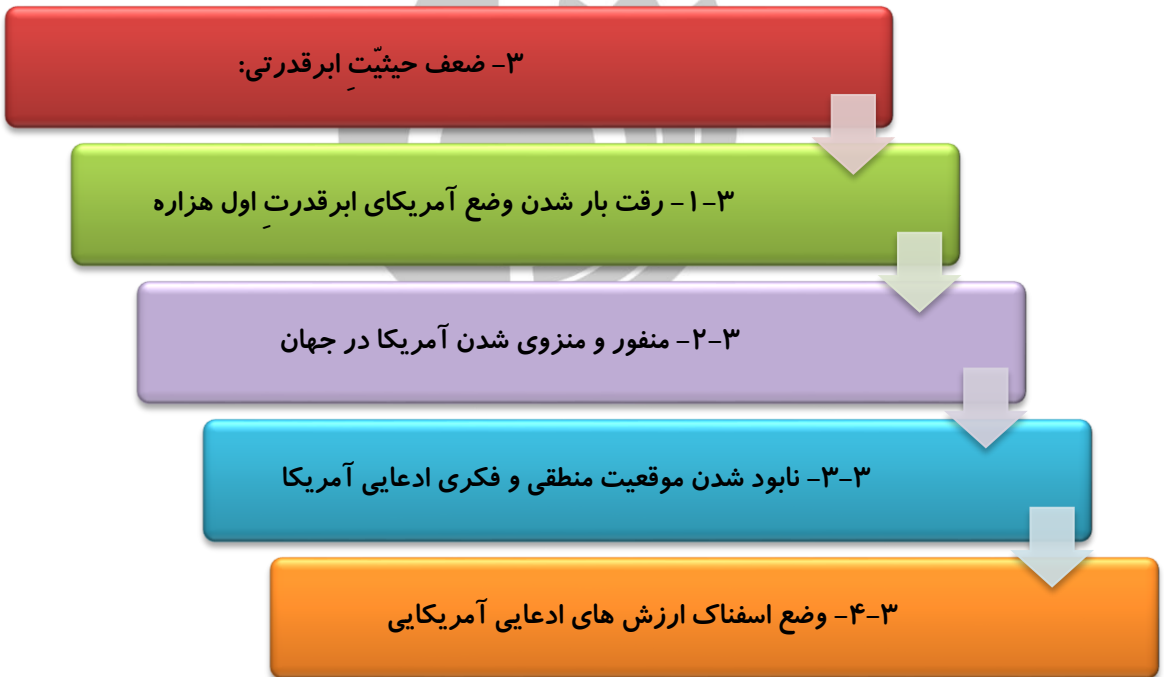 ۳- ضعف حیثیّتِ ابرقدرتی:
۳-۱- رقت بار شدن وضع آمریکای ابرقدرتِ اول هزاره
۳-۲- منفور و منزوی شدن آمریکا در جهان
۳-۳- نابود شدن موقعیت منطقی و فکری ادعایی آمریکا
۳-۴- وضع اسفناک ارزش های ادعایی آمریکایی